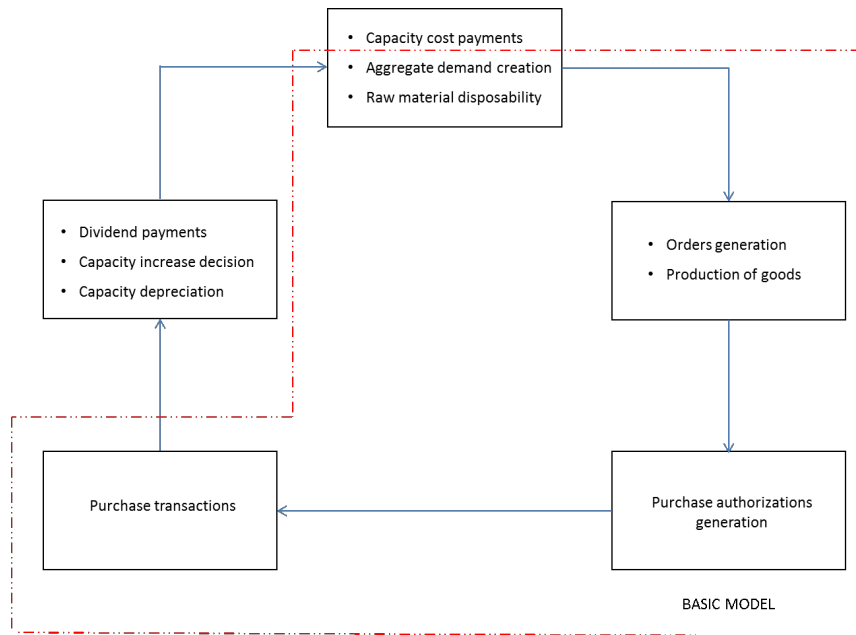 • Capacity cost payments
• Aggregate demand creation
• Raw material disposability
• Dividend payments
• Capacity increase decision
• Capacity depreciation
• Orders generation
• Production of goods
Purchase transactions
Purchase authorizations
generation
BASIC MODEL